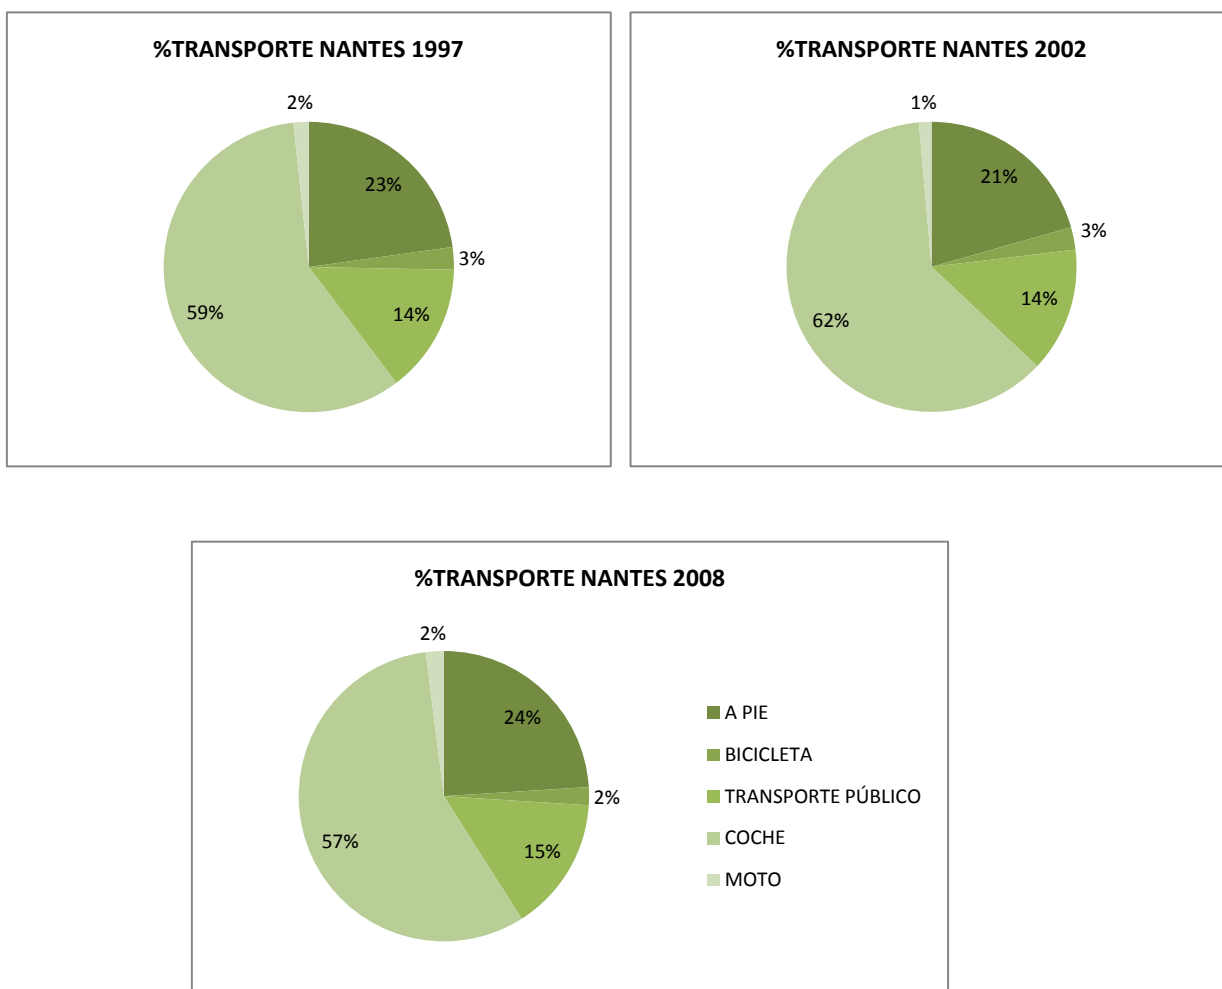 %TRANSPORTE NANTES 1997
2%
23%
3%
59%
14%
%TRANSPORTE NANTES 2002
1%
21%
3%
14%
62%
%TRANSPORTE NANTES 2008
2%
24%
2%
57%
15%
A PIE
BICICLETA
TRANSPORTE PÚBLICO
COCHE
MOTO